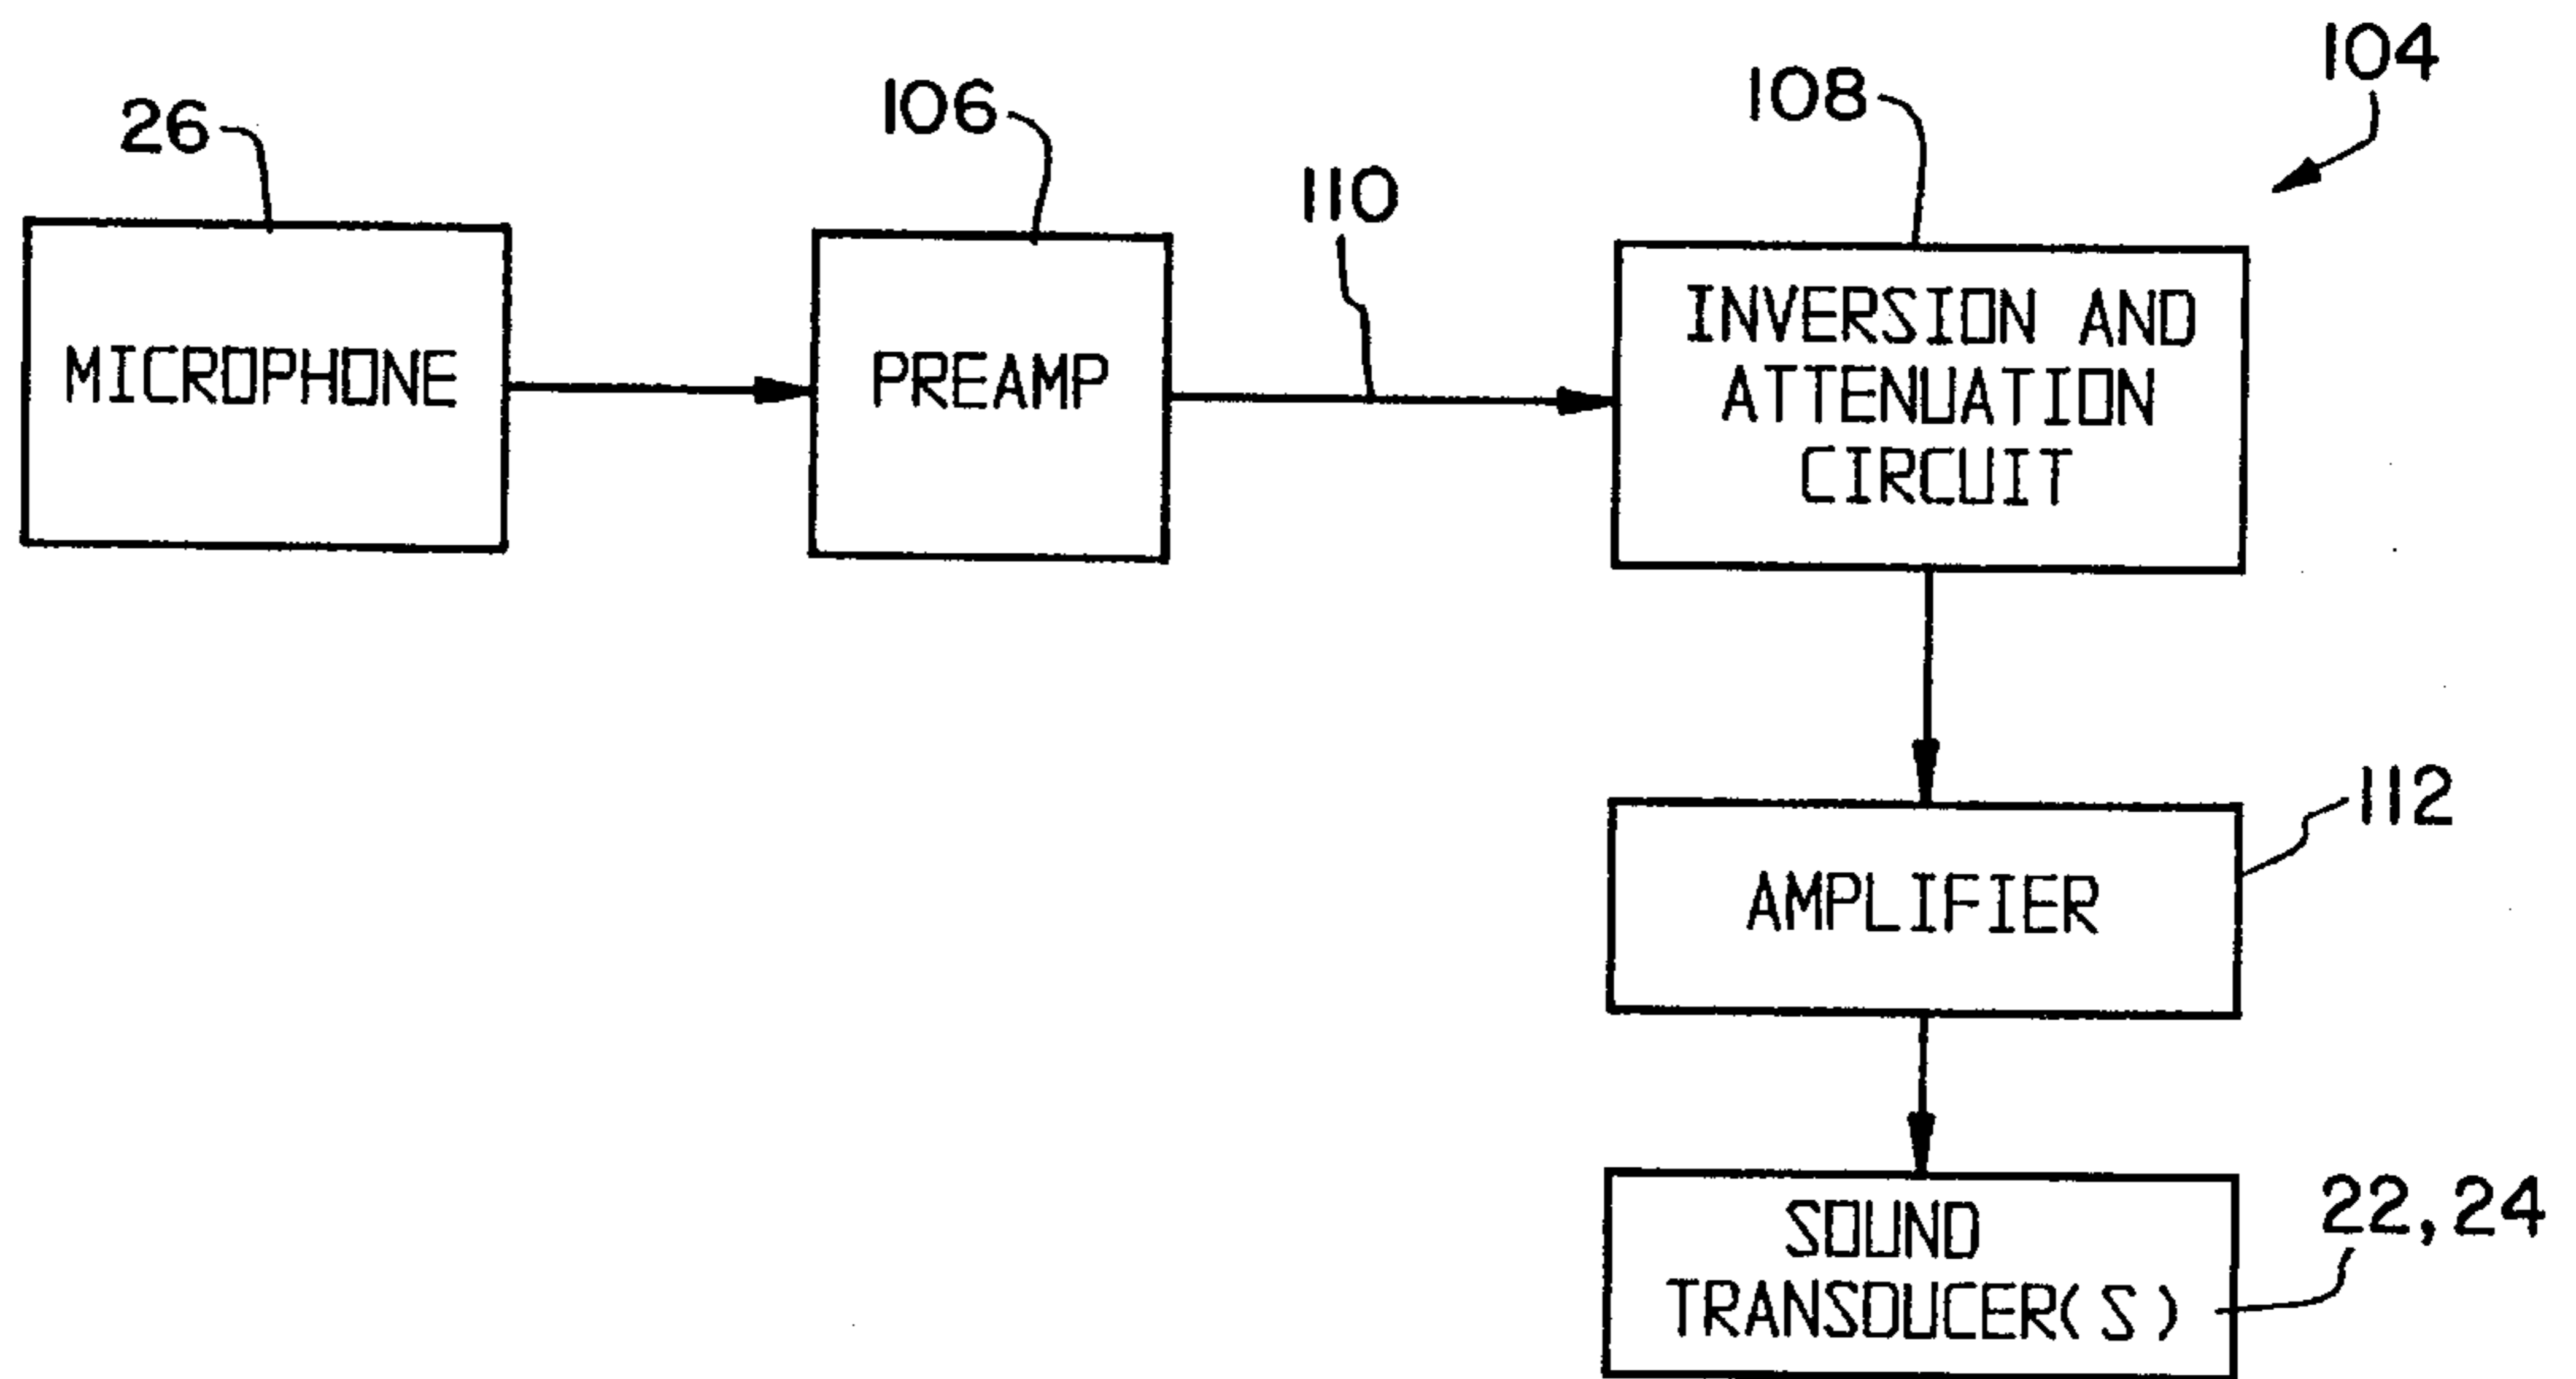 104
108
106
26
110
MICROPHONE
PREAMP
INVERSION AND
ATTENUATION
CIRCUIT
112
AMPLIFIER
22, 24
SOUND
TRANSDUCER(S)